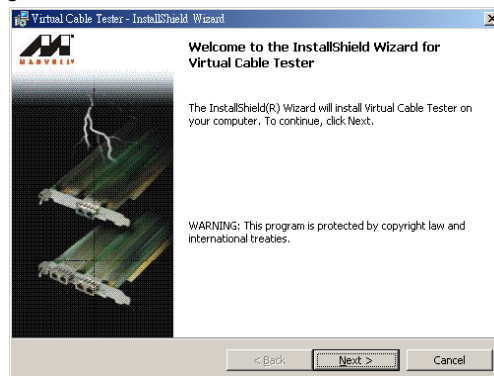 Virtual Cable Tester - InstallShield Wizard
MARVELL
Welcome to the InstallShield Wizard for
Virtual Cable Tester
The InstallShield(R) Wizard will install Virtual Cable Tester on
your computer. To continue, click Next.
WARNING: This program is protected by copyright law and
international treaties.
< Back
Next >
Cancel